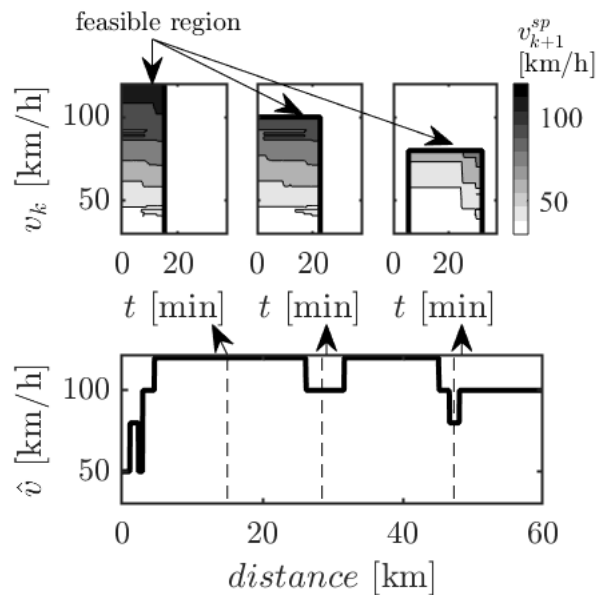 feasible region
v_{k+1}^{sp}
[km/h]
100
50
v_k [km/h]
100
50
0 20
0 20
0 20
t [min]
t [min]
t [min]
100
50
v̂ [km/h]
0 20 40 60
distance [km]